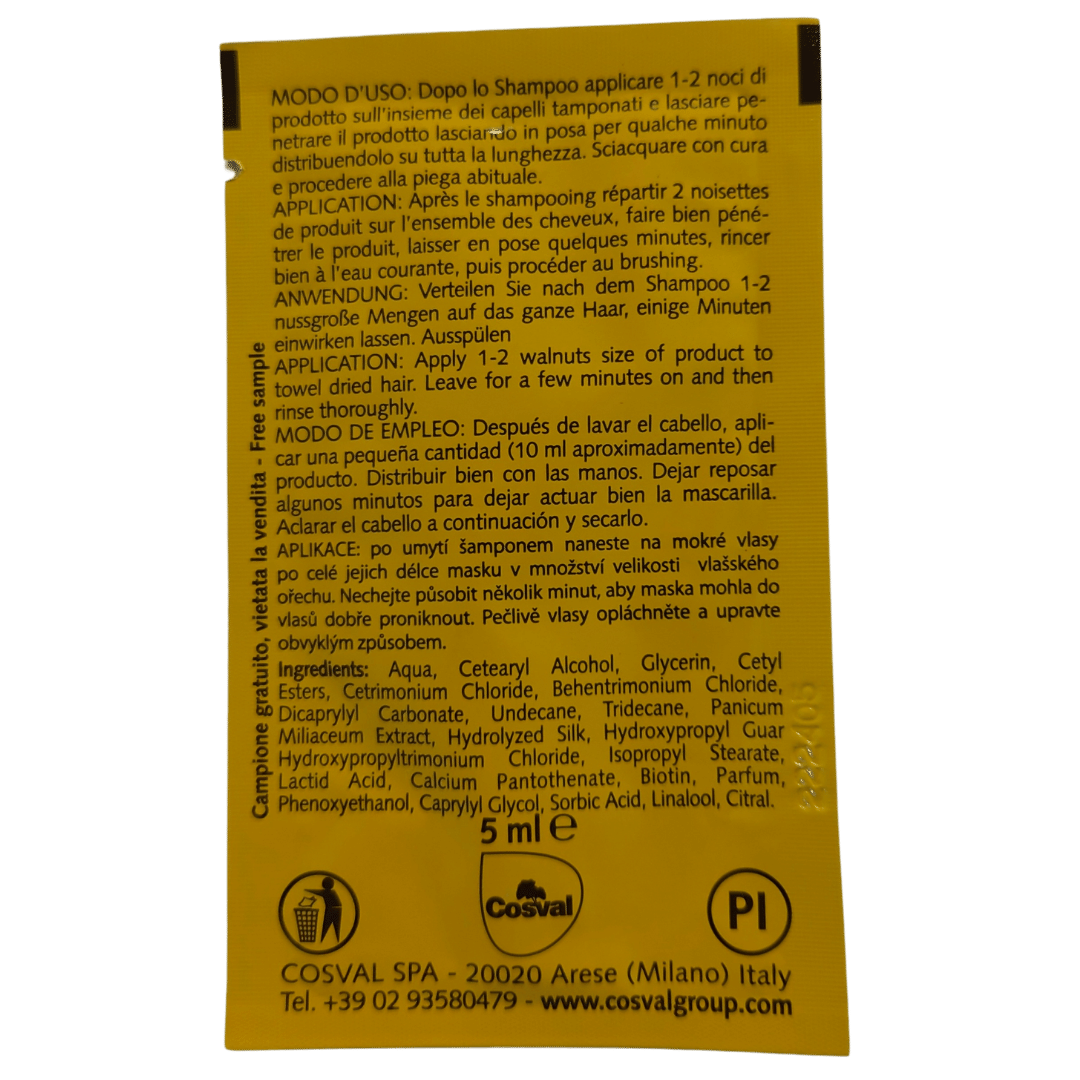 MODO D'USO: Dopo lo Shampoo applicare 1-2 noci di
prodotto sull'insieme dei capelli tamponati e lasciare pe-
netrare il prodotto lasciando in posa per qualche minuto
distribuendolo su tutta la lunghezza. Sciacquare con cura
e procedere alla piega abituale.
APPLICATION: Après le shampooing répartir 2 noisettes
de produit sur l'ensemble des cheveux, faire bien péné-
trer le produit, laisser en pose quelques minutes, rincer
bien à l'eau courante, puis procéder au brushing.
ANWENDUNG: Verteilen Sie nach dem Shampoo 1-2
nussgroße Mengen auf das ganze Haar, einige Minuten
einwirken lassen. Ausspülen
APPLICATION: Apply 1-2 walnuts size of product to
towel dried hair. Leave for a few minutes on and then
rinse thoroughly.
MODO DE EMPLEO: Después de lavar el cabello, apli-
car una pequeña cantidad (10 ml aproximadamente) del
producto. Distribuir bien con las manos. Dejar reposar
algunos minutos para dejar actuar bien la mascarilla.
Aclarar el cabello a continuación y secarlo.
APLIKACE: po umytí šamponem naneste na mokré vlasy
po celé jejich délce masku v množství velikosti vlašského
ořechu. Nechejte působit několik minut, aby maska mohla do
vlasů dobře proniknout. Pečlivě vlasy opláchněte a upravte
obvyklým způsobem.
Ingredients: Aqua, Cetearyl Alcohol, Glycerin, Cetyl
Esters, Cetrimonium Chloride, Behentrimonium Chloride,
Dicaprylyl Carbonate, Undecane, Tridecane, Panicum
Miliaceum Extract, Hydrolyzed Silk, Hydroxypropyl Guar
Hydroxypropyltrimonium Chloride, Isopropyl Stearate,
Lactid Acid, Calcium Pantothenate, Biotin, Parfum,
Phenoxyethanol, Caprylyl Glycol, Sorbic Acid, Linalool, Citral.
Campione gratuito, vietata la vendita - Free sample
5 ml ℮
Cosval
PI
COSVAL SPA - 20020 Arese (Milano) Italy
Tel. +39 02 93580479 - www.cosvalgroup.com